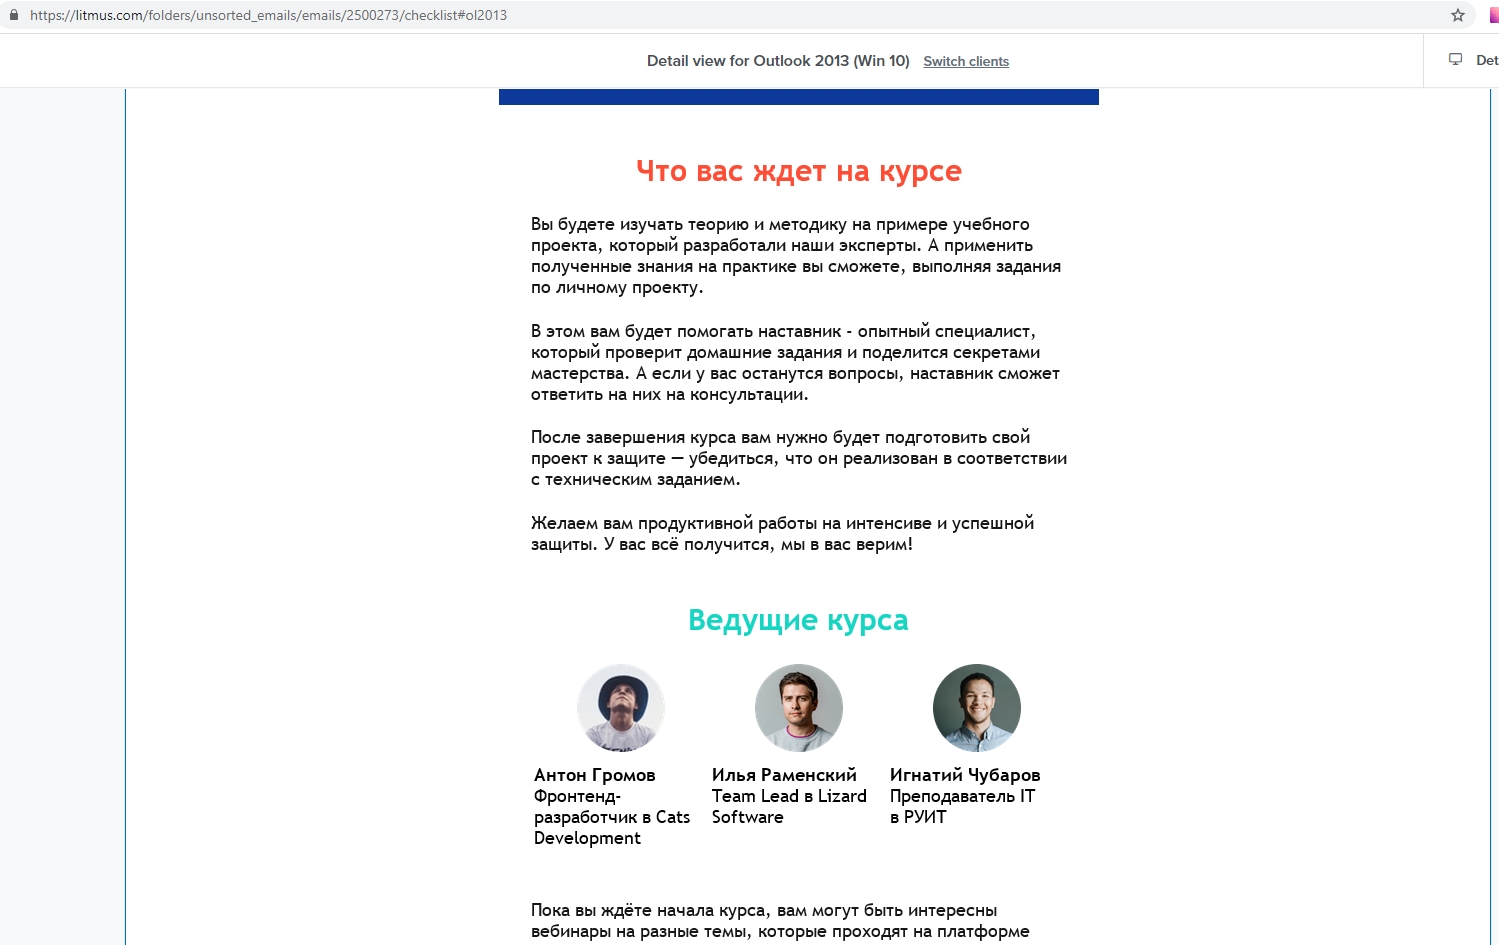 https://litmus.com/folders/unsorted_emails/emails/2500273/checklist#ol2013
Detail view for Outlook 2013 (Win 10) Switch clients
Det
Что вас ждет на курсе
Вы будете изучать теорию и методику на примере учебного
проекта, который разработали наши эксперты. А применить
полученные знания на практике вы сможете, выполняя задания
по личному проекту.
В этом вам будет помогать наставник - опытный специалист,
который проверит домашние задания и поделится секретами
мастерства. А если у вас останутся вопросы, наставник сможет
ответить на них на консультации.
После завершения курса вам нужно будет подготовить свой
проект к защите — убедиться, что он реализован в соответствии
с техническим заданием.
Желаем вам продуктивной работы на интенсиве и успешной
защиты. У вас всё получится, мы в вас верим!
Ведущие курса
Антон Громов
Фронтенд-
разработчик в Cats
Development
Илья Раменский
Team Lead в Lizard
Software
Игнатий Чубаров
Преподаватель IT
в РУИТ
Пока вы ждёте начала курса, вам могут быть интересны
вебинары на разные темы, которые проходят на платформе